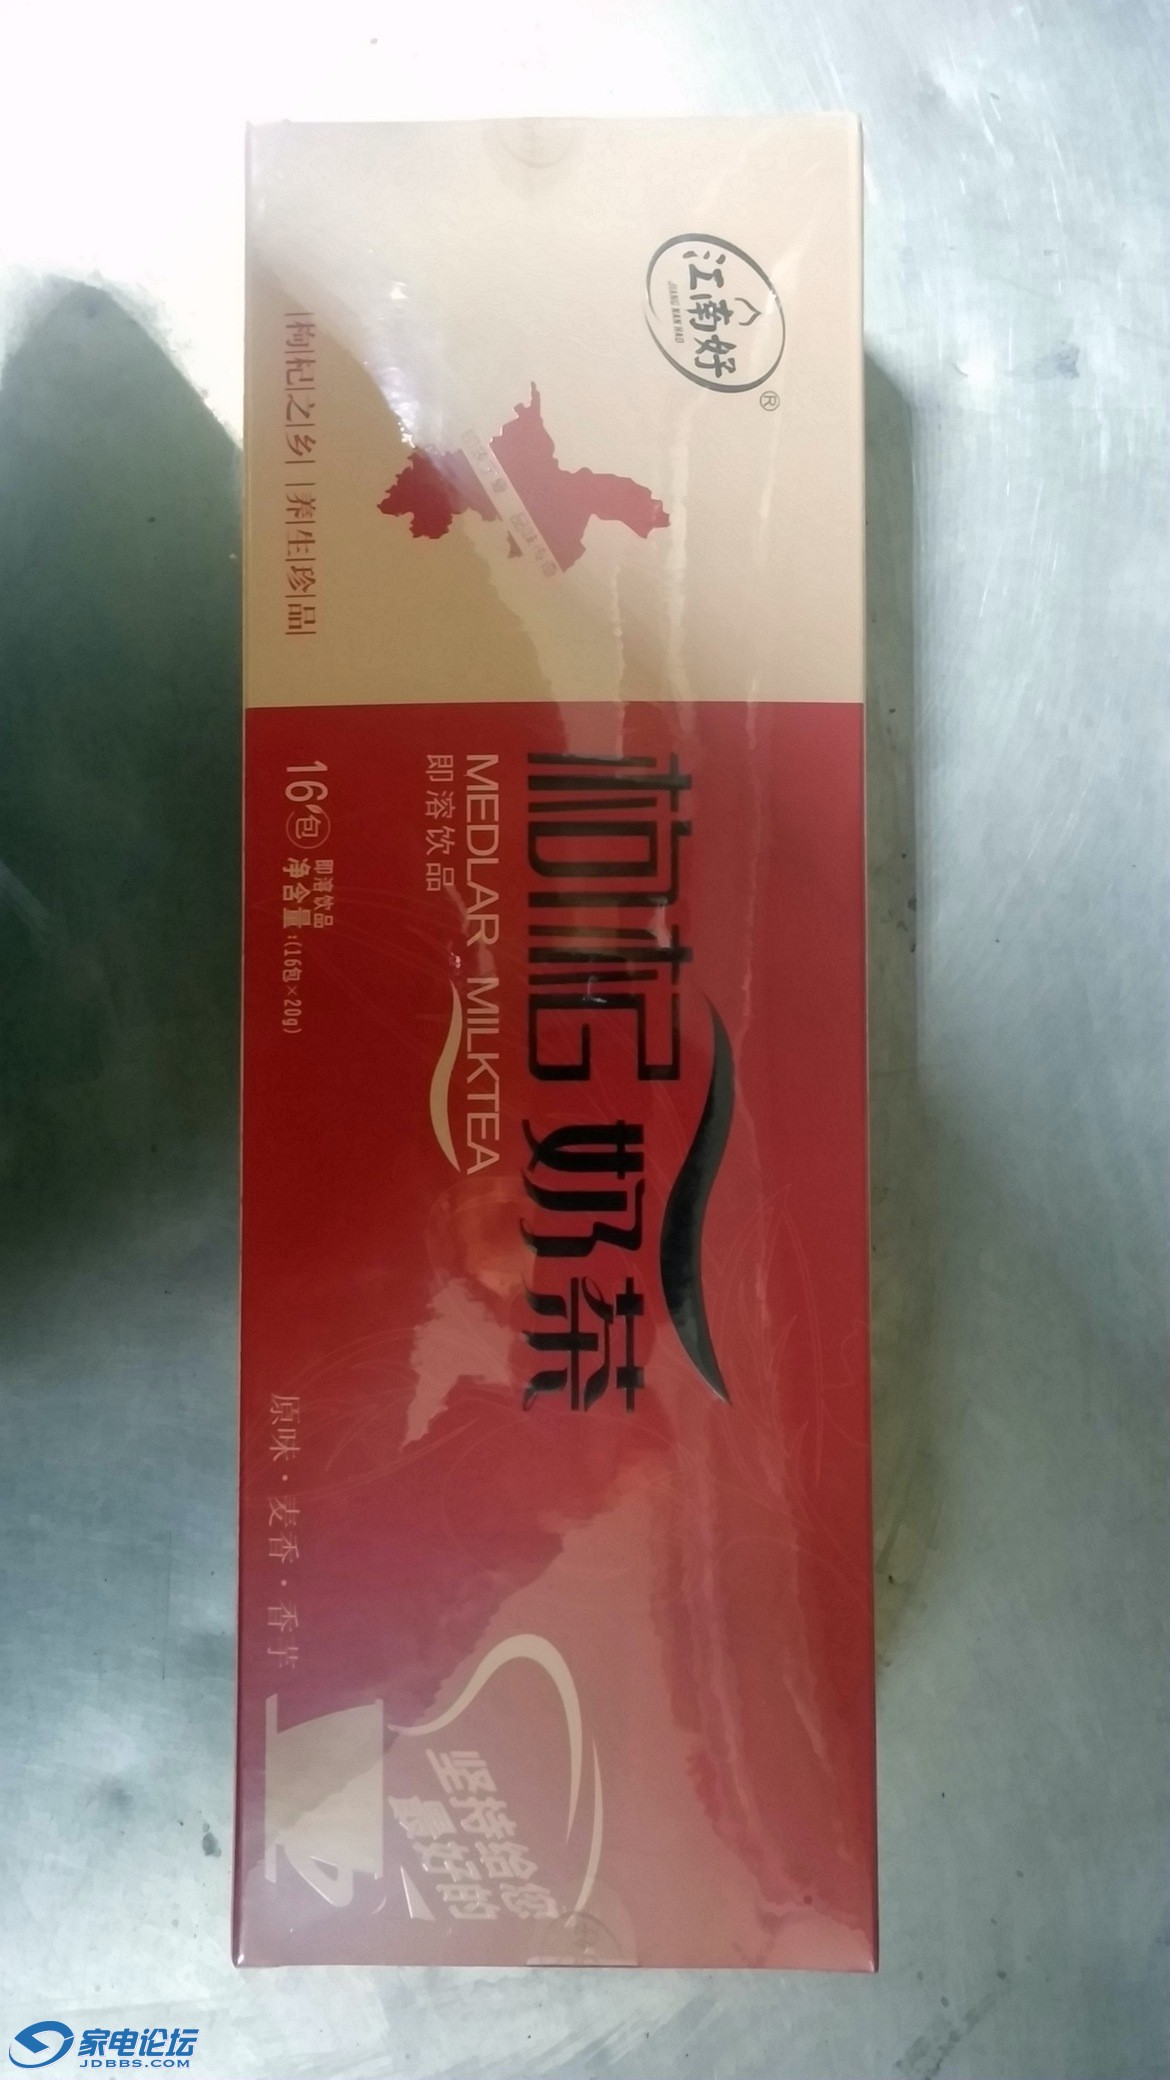 江南好
JIANG NAN HAO
®
枸杞之乡 养生珍品
枸杞奶茶
MEDLAR MILKTEA
即溶饮品
16包
即溶饮品
净含量:(16包×20g)
原味·麦香·香芋
坚持给您
最好的
家电论坛
JDBBS.COM